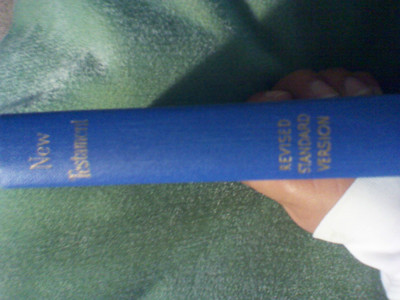 New
Testament
REVISED
STANDARD
VERSION